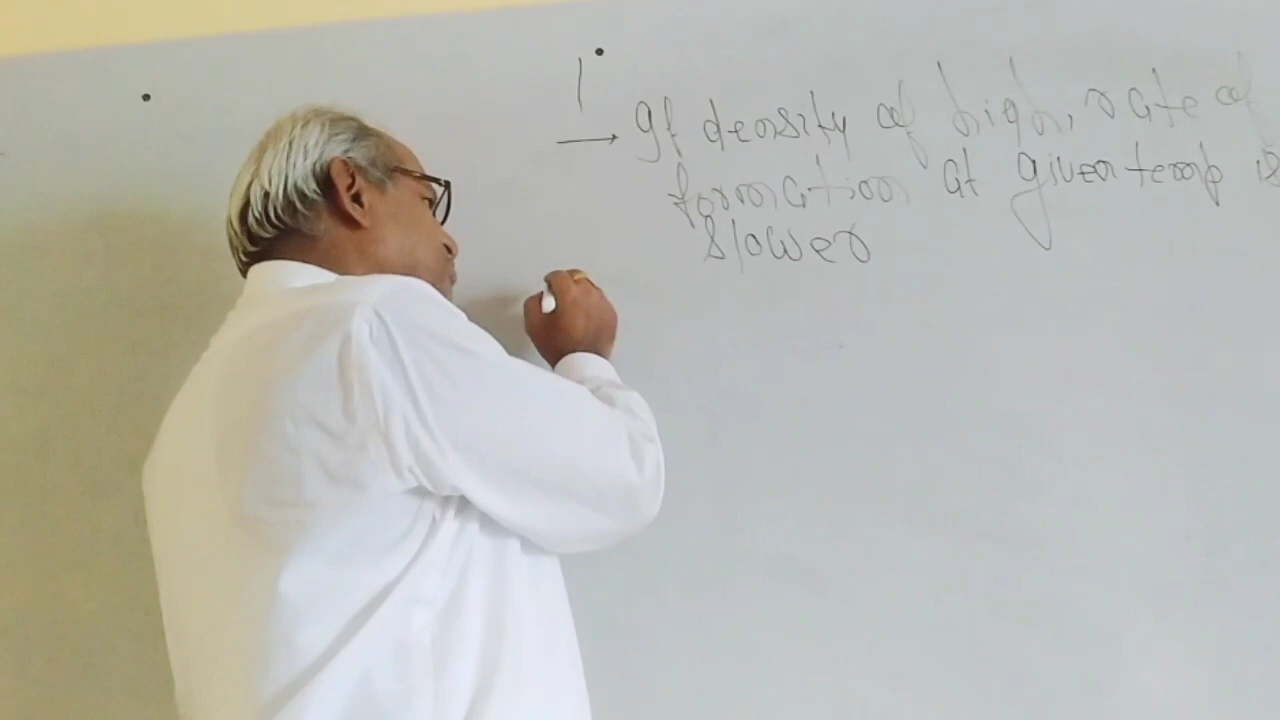 → If density of high, rate of
formation at given temp is
slower